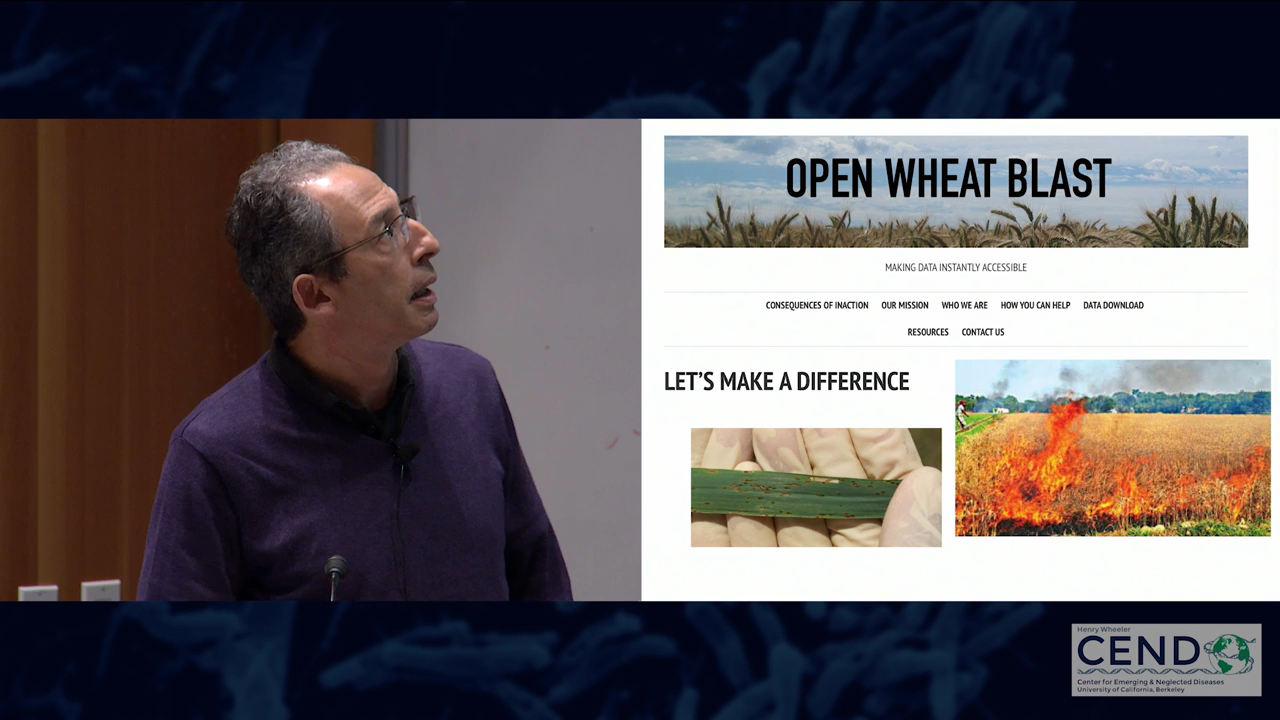 OPEN WHEAT BLAST
MAKING DATA INSTANTLY ACCESSIBLE
CONSEQUENCES OF INACTION OUR MISSION WHO WE ARE HOW YOU CAN HELP DATA DOWNLOAD
RESOURCES CONTACT US
LET'S MAKE A DIFFERENCE
Henry Wheeler
CEND
Center for Emerging & Neglected Diseases
University of California, Berkeley